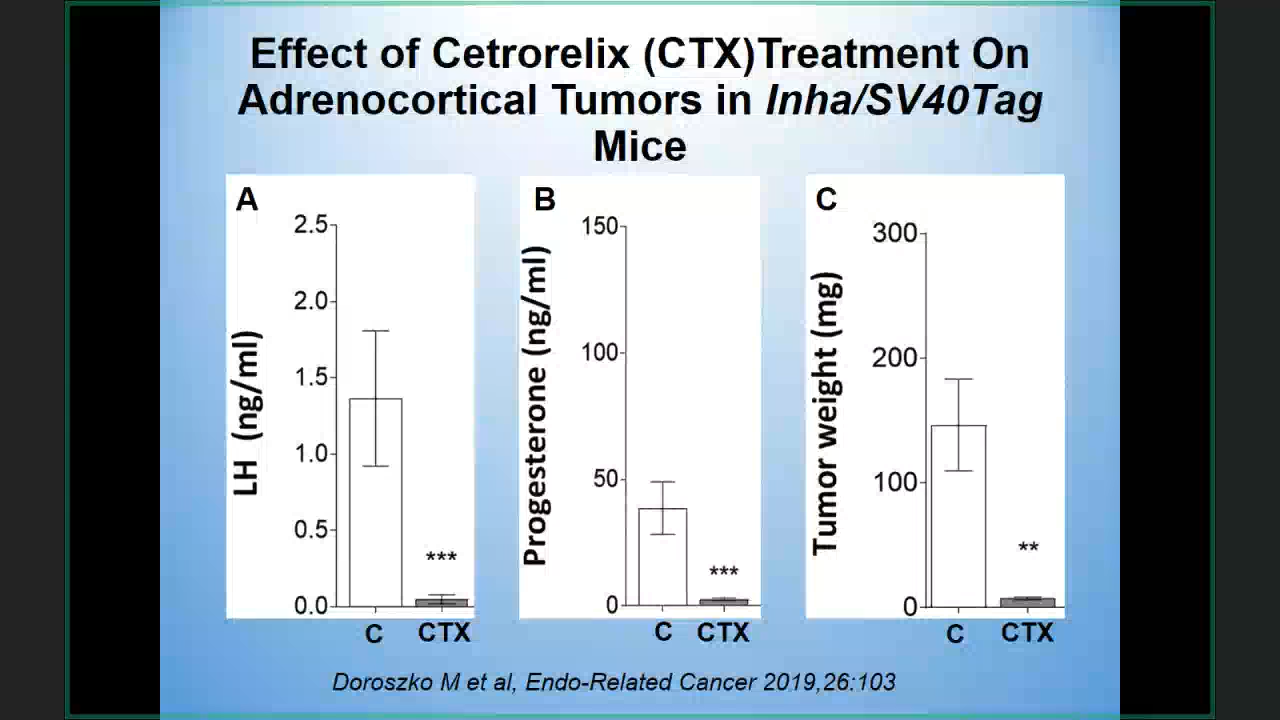 Effect of Cetrorelix (CTX)Treatment On
Adrenocortical Tumors in Inha/SV40Tag
Mice
A
LH (ng/ml)
2.5
2.0
1.5
1.0
0.5
0.0
***
C CTX
B
Progesterone (ng/ml)
150
100
50
0
***
C CTX
C
Tumor weight (mg)
300
200
100
0
**
C CTX
Doroszko M et al, Endo-Related Cancer 2019,26:103